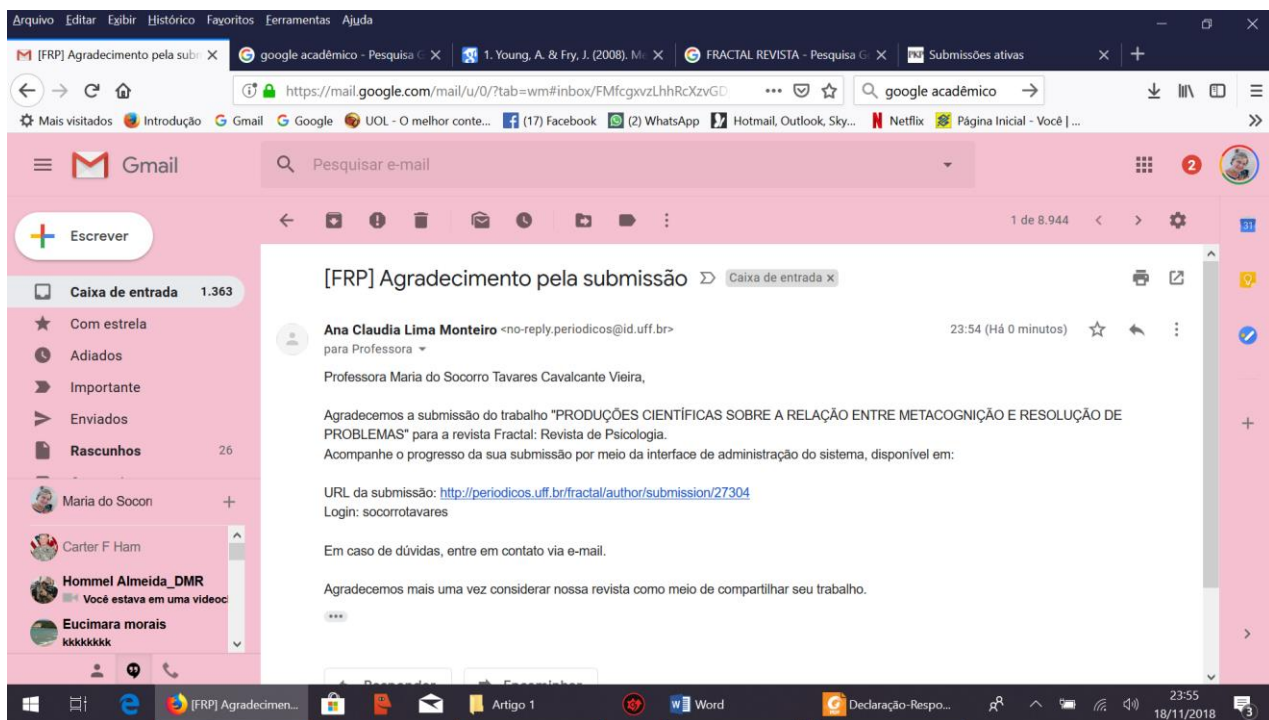 Arquivo Editar Exibir Histórico Favoritos Ferramentas Ajuda
[FRP] Agradecimento pela subm
google acadêmico - Pesquisa G
1. Young, A. & Fry, J. (2008). Me
FRACTAL REVISTA - Pesquisa G
PKP Submissões ativas
https://mail.google.com/mail/u/0/?tab=wm#inbox/FMfcgxvzLhhRcXzvGD
google acadêmico
Mais visitados Introdução Gmail Google UOL - O melhor conte... (17) Facebook (2) WhatsApp Hotmail, Outlook, Sky... Netflix Página Inicial - Você | ...
Gmail
Pesquisar e-mail
2
Escrever
1 de 8.944
31
[FRP] Agradecimento pela submissão Caixa de entrada x
Caixa de entrada 1.363
Com estrela
Adiados
Importante
Enviados
Rascunhos 26
Maria do Socorr
Carter F Ham
Hommel Almeida_DMR
Você estava em uma videoc
Eucimara morais
kkkkkkkk
Ana Claudia Lima Monteiro <no-reply.periodicos@id.uff.br> 23:54 (Há 0 minutos)
para Professora
Professora Maria do Socorro Tavares Cavalcante Vieira,
Agradecemos a submissão do trabalho "PRODUÇÕES CIENTÍFICAS SOBRE A RELAÇÃO ENTRE METACOGNIÇÃO E RESOLUÇÃO DE
PROBLEMAS" para a revista Fractal: Revista de Psicologia.
Acompanhe o progresso da sua submissão por meio da interface de administração do sistema, disponível em:
URL da submissão: http://periodicos.uff.br/fractal/author/submission/27304
Login: socorrotavares
Em caso de dúvidas, entre em contato via e-mail.
Agradecemos mais uma vez considerar nossa revista como meio de compartilhar seu trabalho.
Responder Encaminhar
[FRP] Agradecimen...
Artigo 1
Word
Declaração-Respo...
23:55
18/11/2018
3